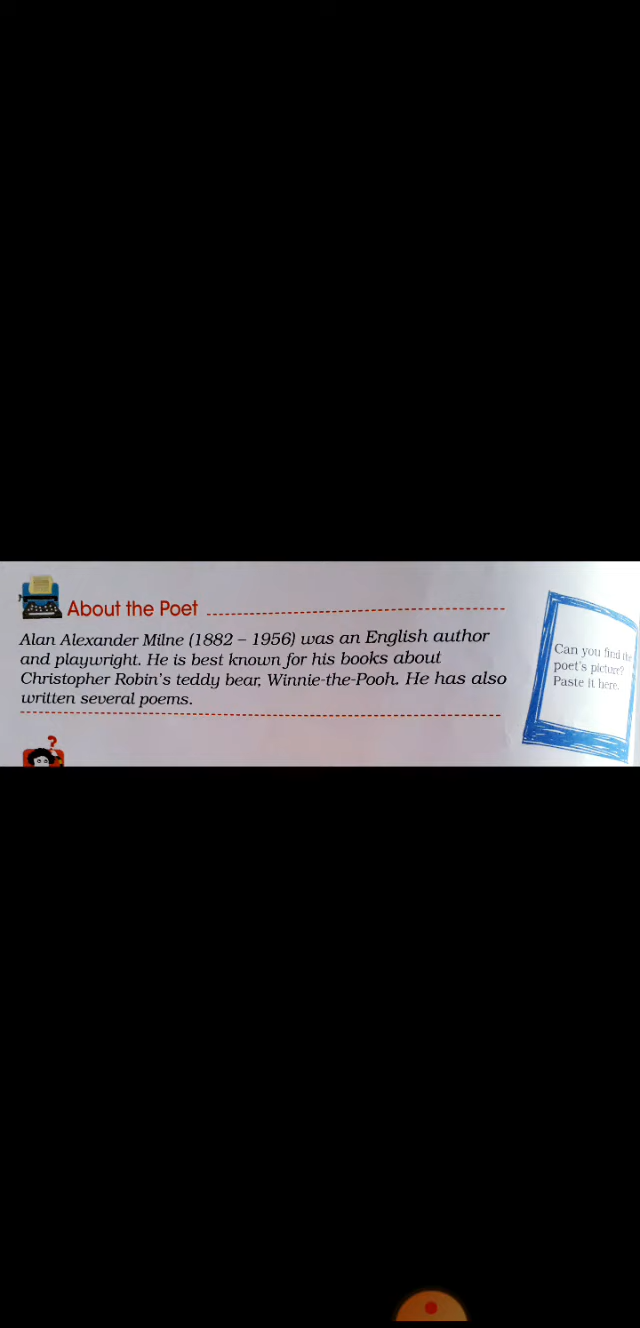 About the Poet
Alan Alexander Milne (1882 – 1956) was an English author
and playwright. He is best known for his books about
Christopher Robin's teddy bear, Winnie-the-Pooh. He has also
written several poems.
?
Can you find the
poet's picture?
Paste it here.